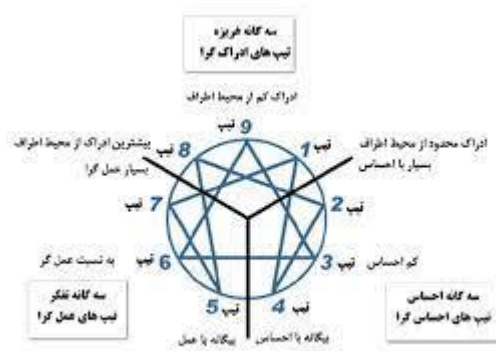 سه گانه غریزه
تیپ های ادراک گرا
ادراک کم از محیط اطراف
تیپ 9
بیشترین ادراک از محیط اطراف
بسیار عمل گرا
تیپ 8
تیپ 1
ادراک محدود از محیط اطراف
بسیار با احساس
تیپ 7
تیپ 2
به نسبت عمل گر
تیپ 6
تیپ 3
کم احساس
سه گانه تفکر
تیپ های عمل گرا
تیپ 5
تیپ 4
سه گانه احساس
تیپ های احساس گرا
بیگانه با عمل
بیگانه با احساس